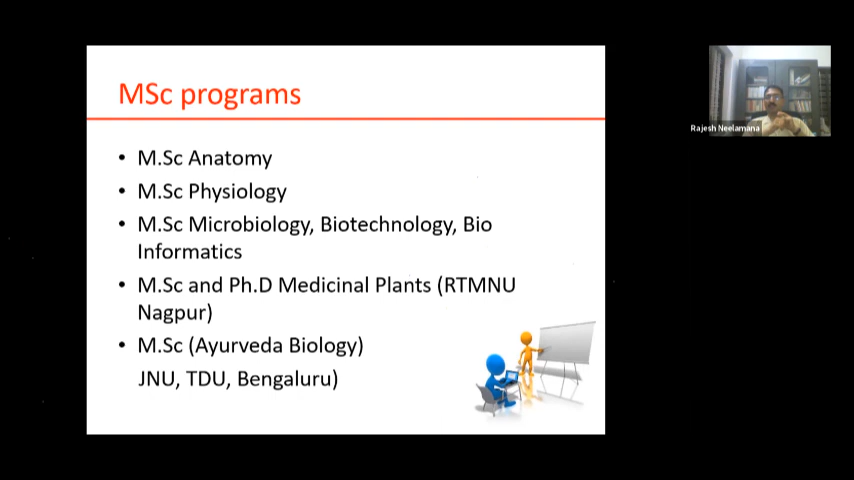 MSc programs
• M.Sc Anatomy
• M.Sc Physiology
• M.Sc Microbiology, Biotechnology, Bio
Informatics
• M.Sc and Ph.D Medicinal Plants (RTMNU
Nagpur)
• M.Sc (Ayurveda Biology)
JNU, TDU, Bengaluru)
Rajesh Neelamana